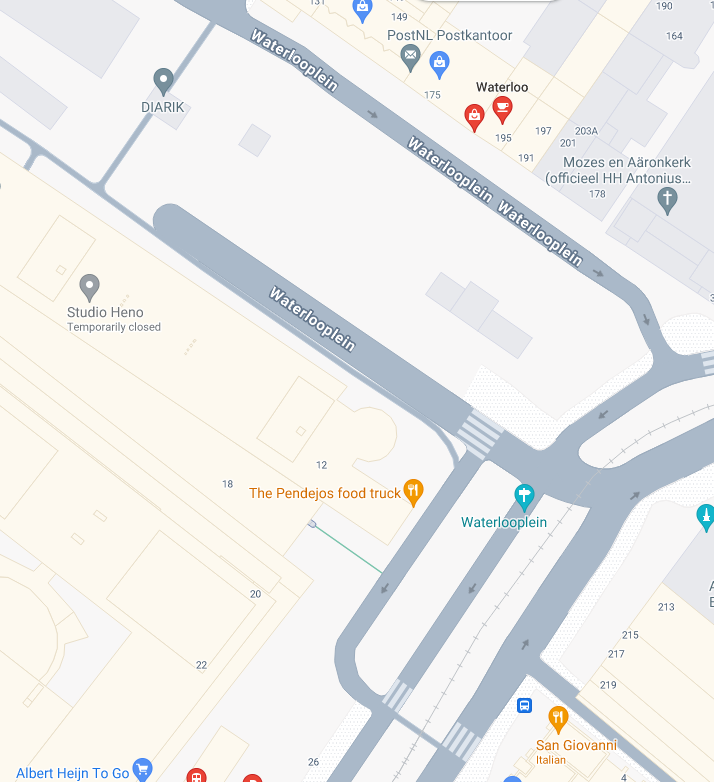 131
149
190
164
PostNL Postkantoor
Waterlooplein
Waterloo
175
DIARIK
195
197
203A
201
191
Mozes en Aäronkerk
(officieel HH Antonius...
178
Waterlooplein
Waterlooplein
Waterlooplein
Studio Heno
Temporarily closed
12
18
The Pendejos food truck
Waterlooplein
20
213
215
217
219
22
San Giovanni
Italian
26
4
Albert Heijn To Go